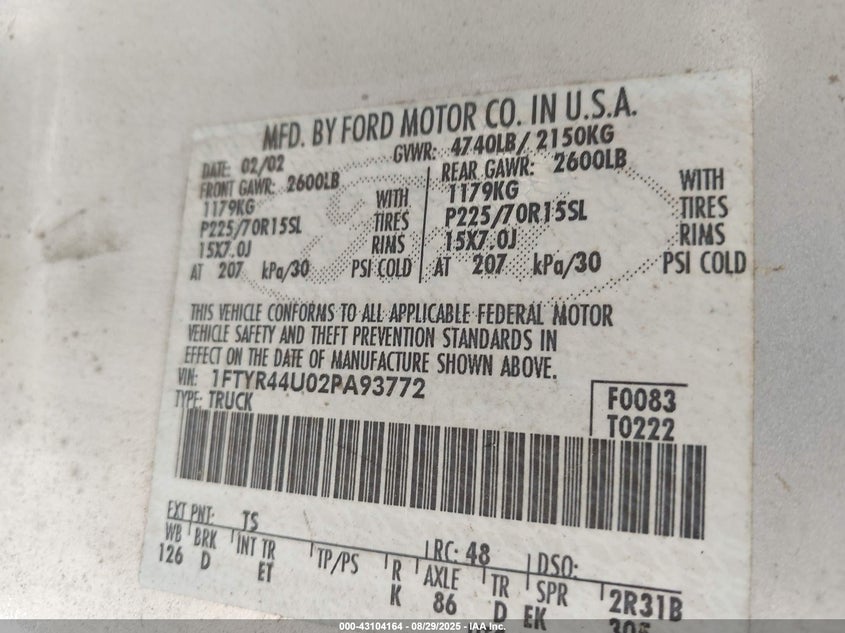 MFD. BY FORD MOTOR CO. IN U.S.A.
DATE: 02/02 GVWR: 4740LB/ 2150KG
FRONT GAWR: 2600LB REAR GAWR: 2600LB
1179KG WITH 1179KG WITH
P225/70R15SL TIRES P225/70R15SL TIRES
15X7.0J RIMS 15X7.0J RIMS
AT 207 kPa/30 PSI COLD AT 207 kPa/30 PSI COLD
THIS VEHICLE CONFORMS TO ALL APPLICABLE FEDERAL MOTOR
VEHICLE SAFETY AND THEFT PREVENTION STANDARDS IN
EFFECT ON THE DATE OF MANUFACTURE SHOWN ABOVE.
VIN: 1FTYR44U02PA93772
TYPE: TRUCK
F0083
T0222
EXT PNT: TS RC: 48 DSO:
WB BRK INT TR TP/PS R AXLE TR SPR 2R31B
126 D ET K 86 D EK
000-43104164 - 08/29/2025 - IAA Inc.